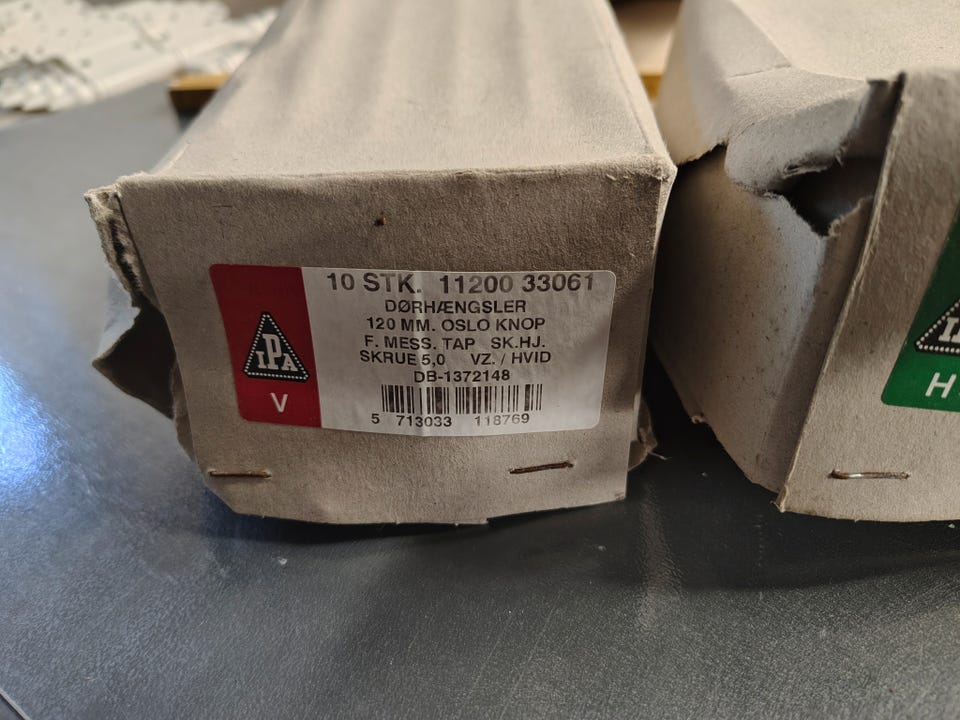 10 STK. 11200 33061
DØRHÆNGSLER
120 MM. OSLO KNOP
F. MESS. TAP SK.HJ.
SKRUE 5,0 VZ. / HVID
DB-1372148
5 713033 118769
IPA
V
H